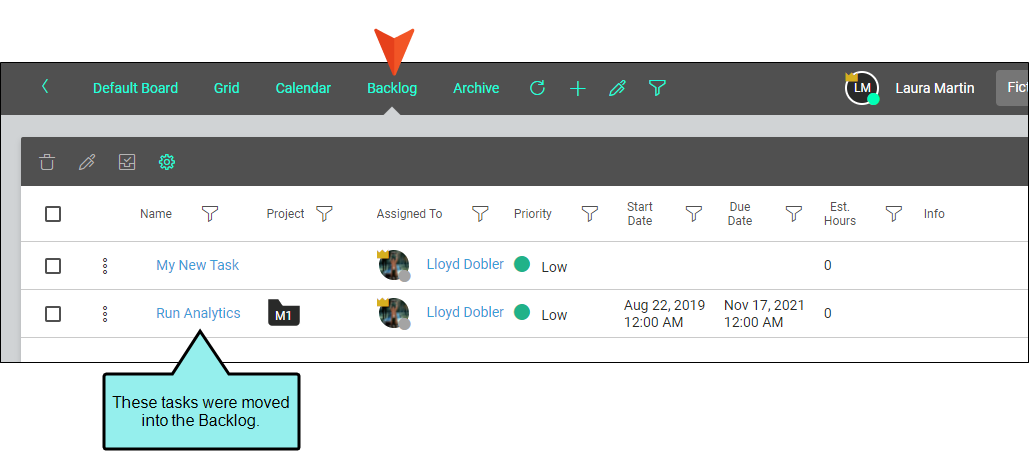 Default Board Grid Calendar Backlog Archive LM Laura Martin Fict
Name Project Assigned To Priority Start Date Due Date Est. Hours Info
My New Task Lloyd Dobler Low 0
Run Analytics M1 Lloyd Dobler Low Aug 22, 2019 12:00 AM Nov 17, 2021 12:00 AM 0
These tasks were moved
into the Backlog.